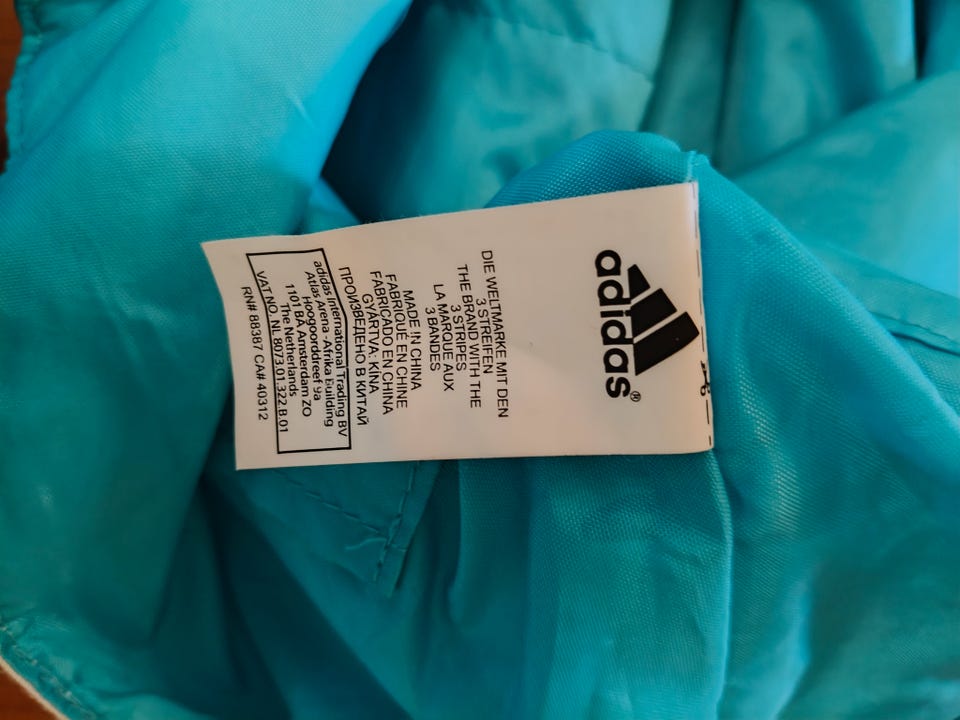 adidas®
DIE WELTMARKE MIT DEN
3 STREIFEN
THE BRAND WITH THE
3 STRIPES
LA MARQUE AUX
3 BANDES
MADE IN CHINA
FABRIQUÉ EN CHINE
FABRICADO EN CHINA
GYÁRTVA: KÍNA
ПРОИЗВЕДЕНО В КИТАЙ
adidas International Trading BV
Atlas Arena -Afrika Building
Hoogoorddreef 9a
1101 BA Amsterdam ZO
The Netherlands
VAT NO. NL 8073.01.322.B.01
RN# 88387 CA# 40312